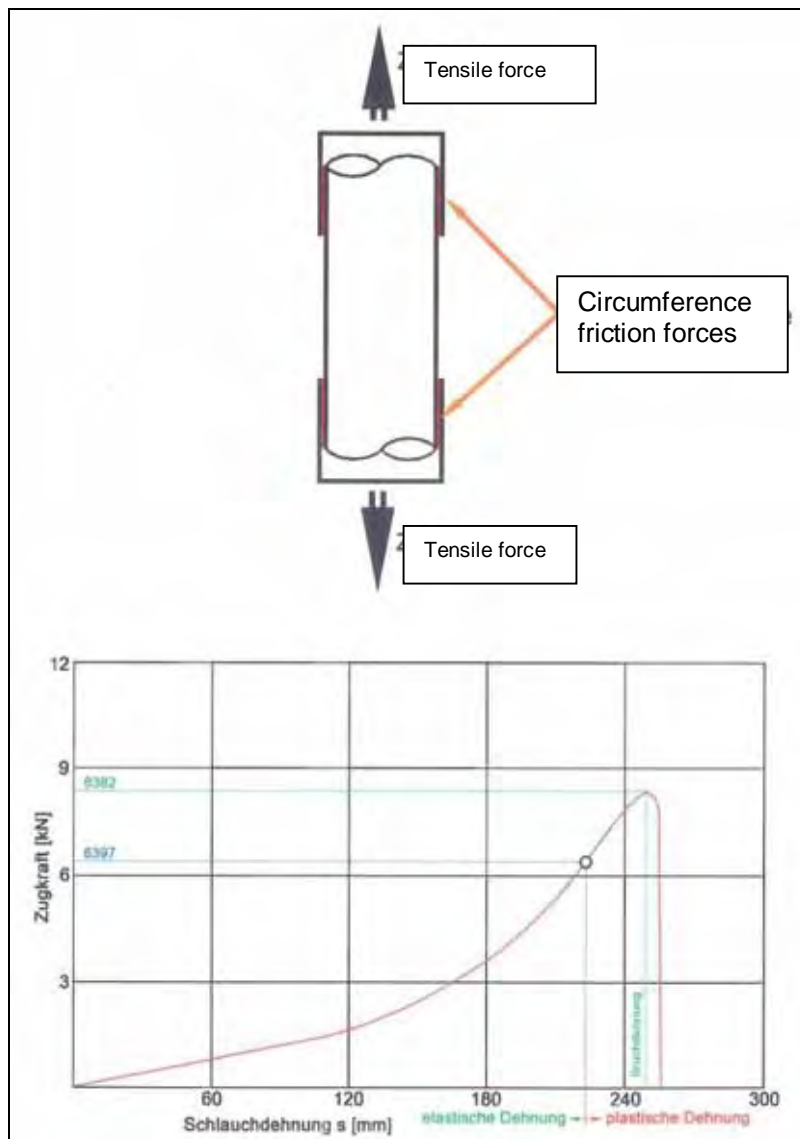 Tensile force
Circumference
friction forces
Tensile force
12
9
8382
6397
6
3
Zugkraft [kN]
Bruchdehnung
60
120
180
240
300
Schlauchdehnung s [mm]
elastische Dehnung
plastische Dehnung